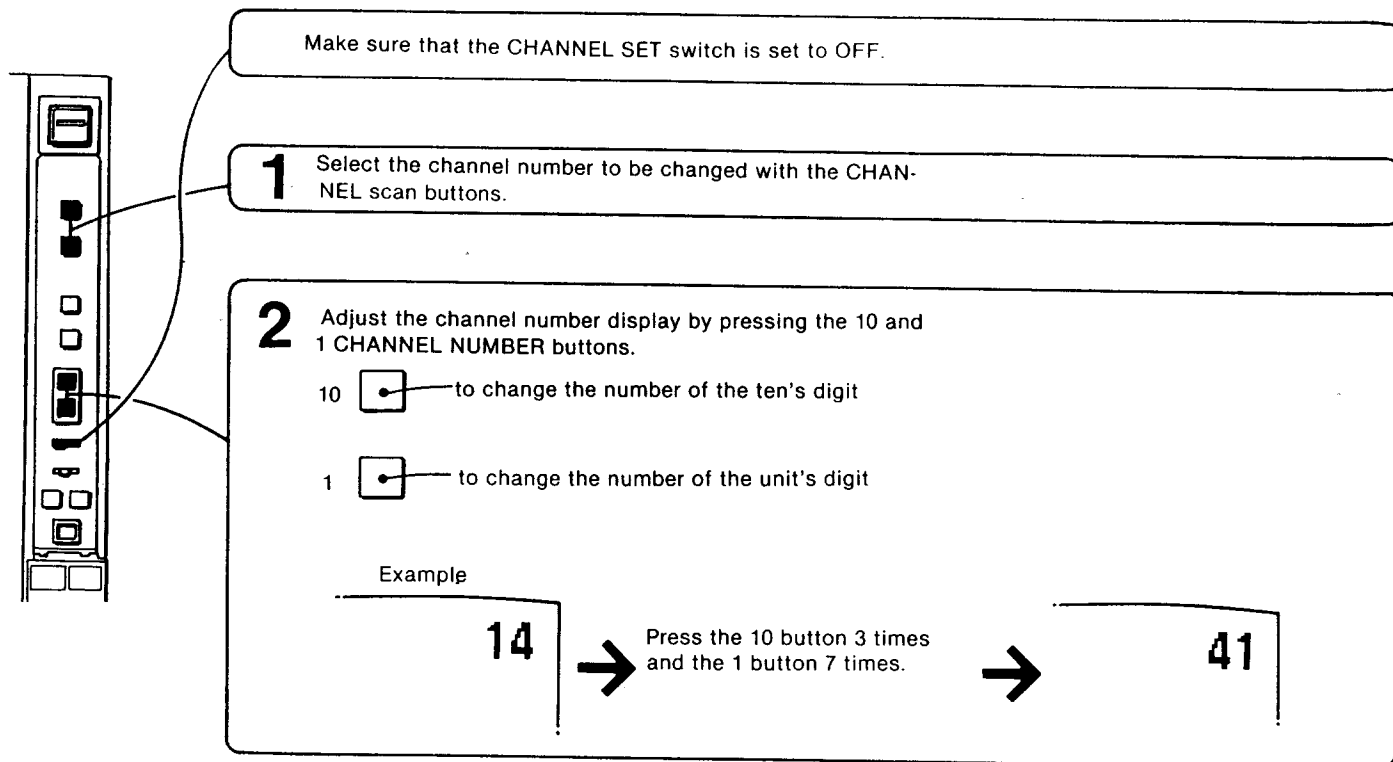 Make sure that the CHANNEL SET switch is set to OFF.
1
Select the channel number to be changed with the CHAN-
NEL scan buttons.
2
Adjust the channel number display by pressing the 10 and
1 CHANNEL NUMBER buttons.
10 to change the number of the ten's digit
1 to change the number of the unit's digit
Example
14
Press the 10 button 3 times
and the 1 button 7 times.
41